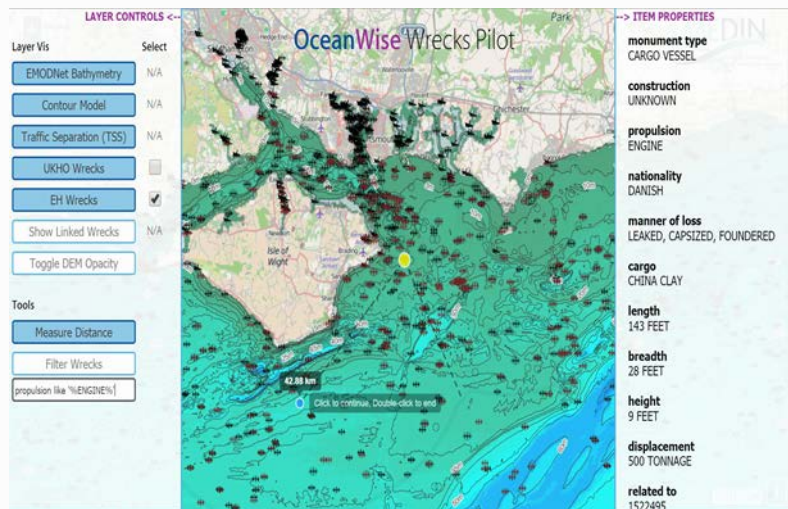 LAYER CONTROLS <--
Layer Vis
Select
EMODNet Bathymetry
N/A
Contour Model
N/A
Traffic Separation (TSS)
N/A
UKHO Wrecks
EH Wrecks
Show Linked Wrecks
N/A
Toggle DEM Opacity
Tools
Measure Distance
Filter Wrecks
propulsion like '%ENGINE%'
OceanWise Wrecks Pilot
Park
Chichester
Isle of
Wight
Brading
42.88 km
Click to continue, Double-click to end
--> ITEM PROPERTIES
DIN
monument type
CARGO VESSEL
construction
UNKNOWN
propulsion
ENGINE
nationality
DANISH
manner of loss
LEAKED, CAPSIZED, FOUNDERED
cargo
CHINA CLAY
length
143 FEET
breadth
28 FEET
height
9 FEET
displacement
500 TONNAGE
related to
1522495